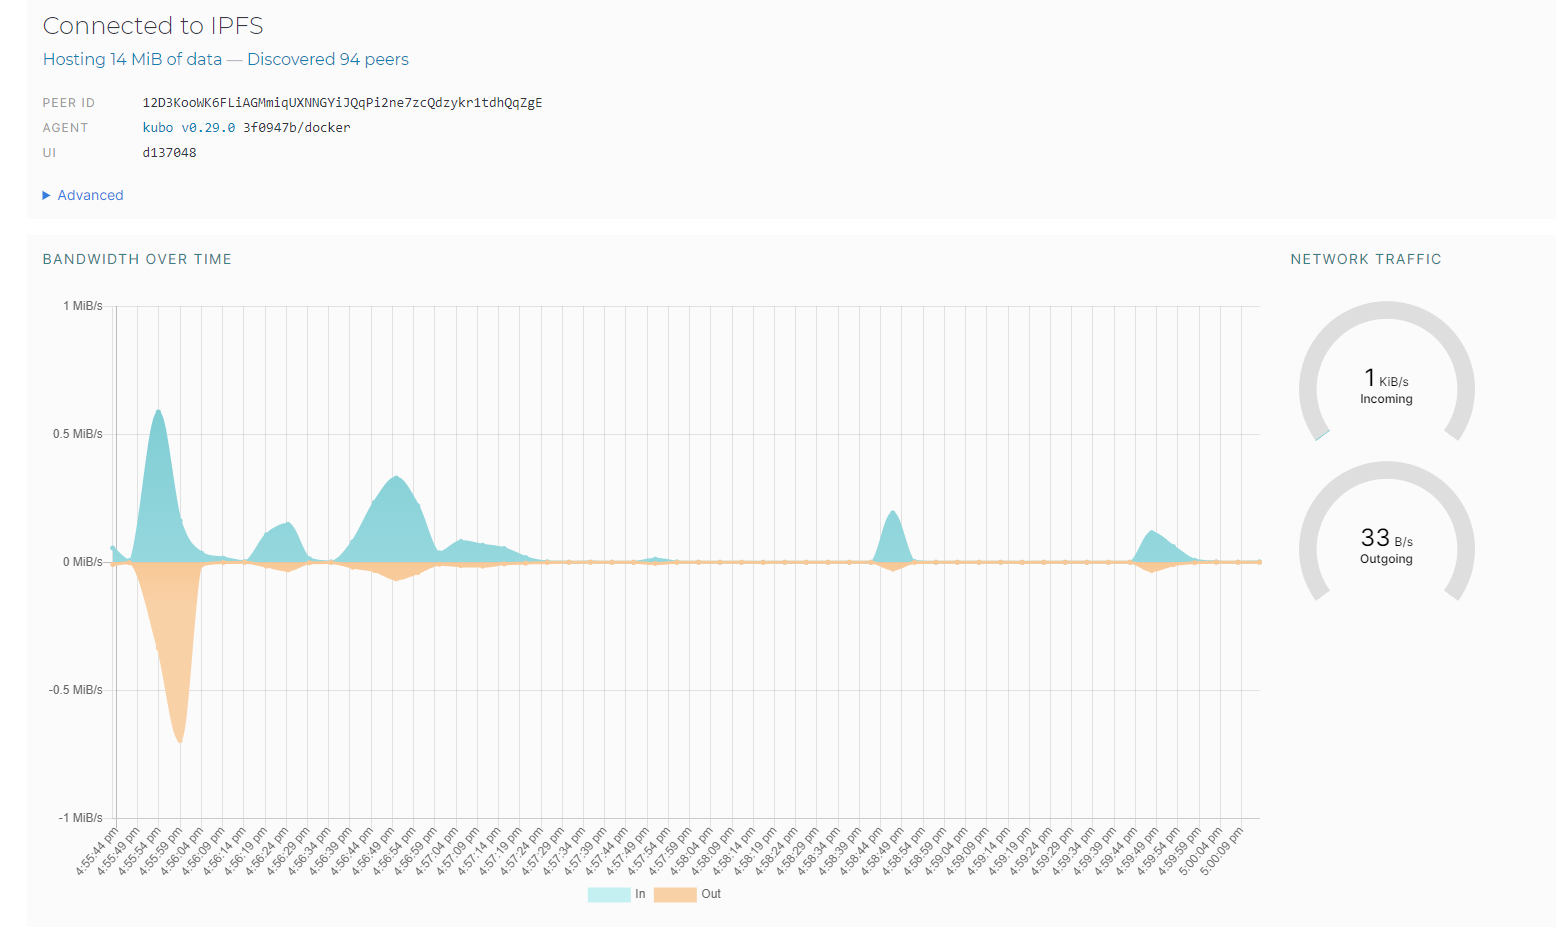 Connected to IPFS
Hosting 14 MiB of data — Discovered 94 peers
PEER ID 12D3KooWK6FLiAGMmiqUXNNGYiJQqPi2ne7zcQdzykr1tdhQqZgE
AGENT kubo v0.29.0 3f0947b/docker
UI d137048
Advanced
BANDWIDTH OVER TIME
1 MiB/s
0.5 MiB/s
0 MiB/s
-0.5 MiB/s
-1 MiB/s
4:55:44 pm
4:55:49 pm
4:55:54 pm
4:55:59 pm
4:56:04 pm
4:56:09 pm
4:56:14 pm
4:56:19 pm
4:56:24 pm
4:56:29 pm
4:56:34 pm
4:56:39 pm
4:56:44 pm
4:56:49 pm
4:56:54 pm
4:56:59 pm
4:57:04 pm
4:57:09 pm
4:57:14 pm
4:57:19 pm
4:57:24 pm
4:57:29 pm
4:57:34 pm
4:57:39 pm
4:57:44 pm
4:57:49 pm
4:57:54 pm
4:57:59 pm
4:58:04 pm
4:58:09 pm
4:58:14 pm
4:58:19 pm
4:58:24 pm
4:58:29 pm
4:58:34 pm
4:58:39 pm
4:58:44 pm
4:58:49 pm
4:58:54 pm
4:58:59 pm
4:59:04 pm
4:59:09 pm
4:59:14 pm
4:59:19 pm
4:59:24 pm
4:59:29 pm
4:59:34 pm
4:59:39 pm
4:59:44 pm
4:59:49 pm
4:59:54 pm
4:59:59 pm
5:00:04 pm
5:00:09 pm
In Out
NETWORK TRAFFIC
1 KiB/s
Incoming
33 B/s
Outgoing